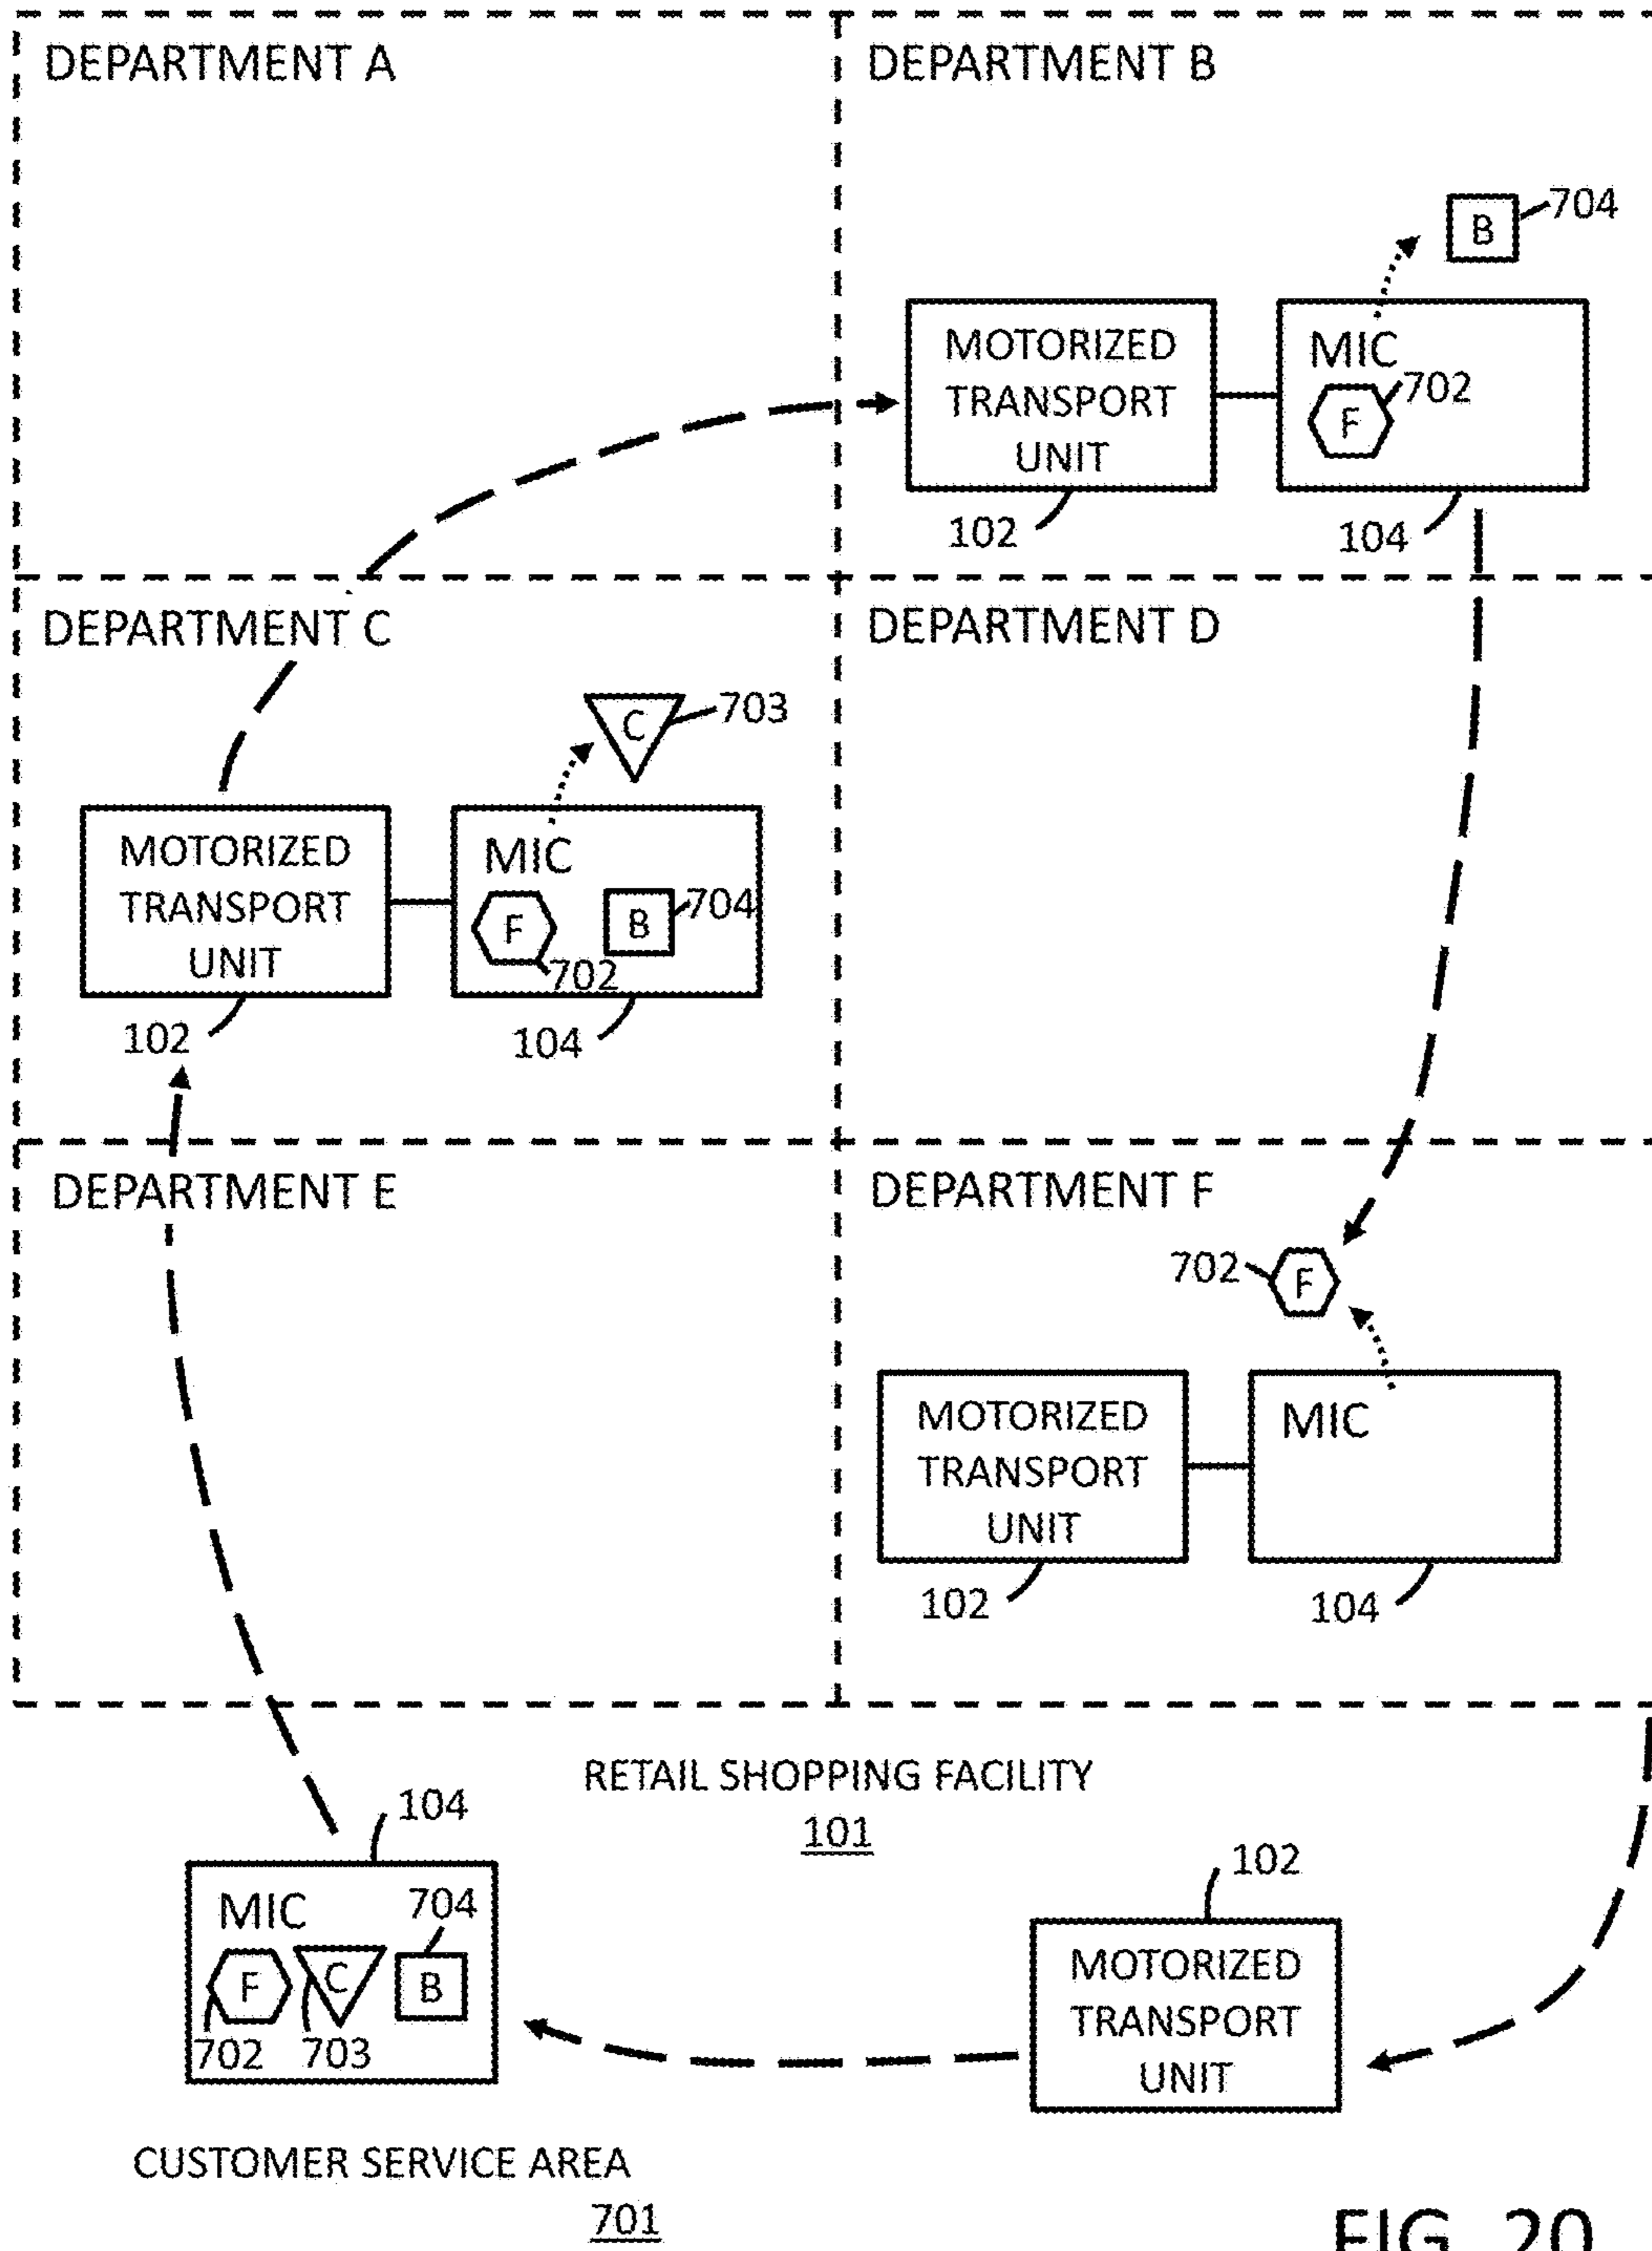 DEPARTMENT A
DEPARTMENT B
B
704
MOTORIZED
TRANSPORT
UNIT
MIC
702
F
102
104
DEPARTMENT C
DEPARTMENT D
C
703
MOTORIZED
TRANSPORT
UNIT
MIC
F
B
704
702
102
104
DEPARTMENT E
DEPARTMENT F
702
F
MOTORIZED
TRANSPORT
UNIT
MIC
102
104
RETAIL SHOPPING FACILITY
101
104
MIC
704
F
C
B
702
703
102
MOTORIZED
TRANSPORT
UNIT
CUSTOMER SERVICE AREA
701
FIG. 20